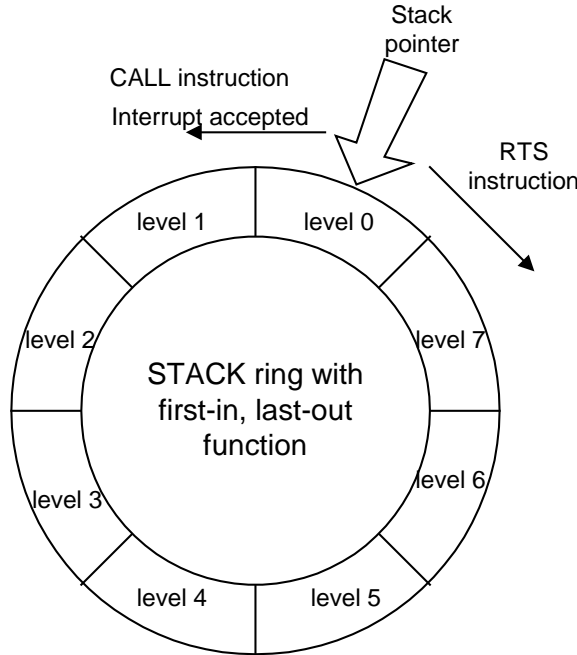 Stack
pointer
CALL instruction
Interrupt accepted
RTS
instruction
level 1
level 0
level 2
level 7
STACK ring with
first-in, last-out
function
level 3
level 6
level 4
level 5